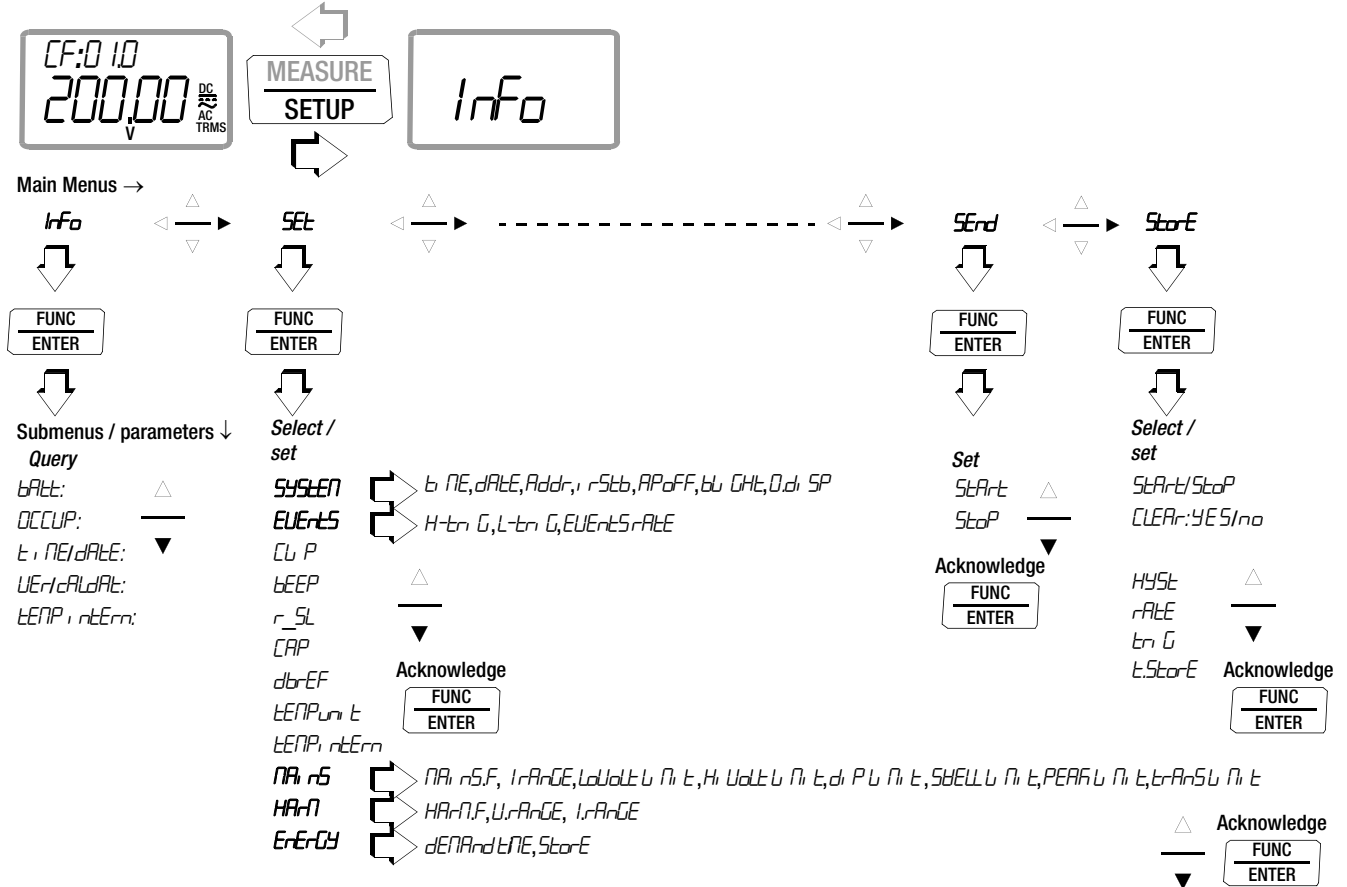 CF:01.0
200.00
V
DC
AC
TRMS
MEASURE
SETUP
InFo
Main Menus →
InFo
SEt
SEnd
StorE
FUNC
ENTER
FUNC
ENTER
FUNC
ENTER
FUNC
ENTER
Submenus / parameters ↓
Query
bAtt:
OCCUP:
tiME/dAtE:
VEr/cALdAt:
tEMPintErn:
Select /
set
SYStEM
tiME,dAtE,Addr,irStb,APoFF,bliGHt,0.diSP
EVEntS
H-triG,L-triG,EVEntSrAtE
CLiP
bEEP
r_SL
CAP
dbrEF
tEMPunit
tEMPintErn
Acknowledge
FUNC
ENTER
MAinS
MAinS.F, IrAnGE,LoVoLtLiMit,HiVoLtLiMit,diPLiMit,SWELLLiMit,PEAKLiMit,trAnSLiMit
HArM
HArM.F,U.rAnGE, I.rAnGE
EnErGY
dEMAndtiME,StorE
Set
StArt
StoP
Acknowledge
FUNC
ENTER
Select /
set
StArt/StoP
CLEAr:YES/no
HYSt
rAtE
triG
t.StorE
Acknowledge
FUNC
ENTER
Acknowledge
FUNC
ENTER